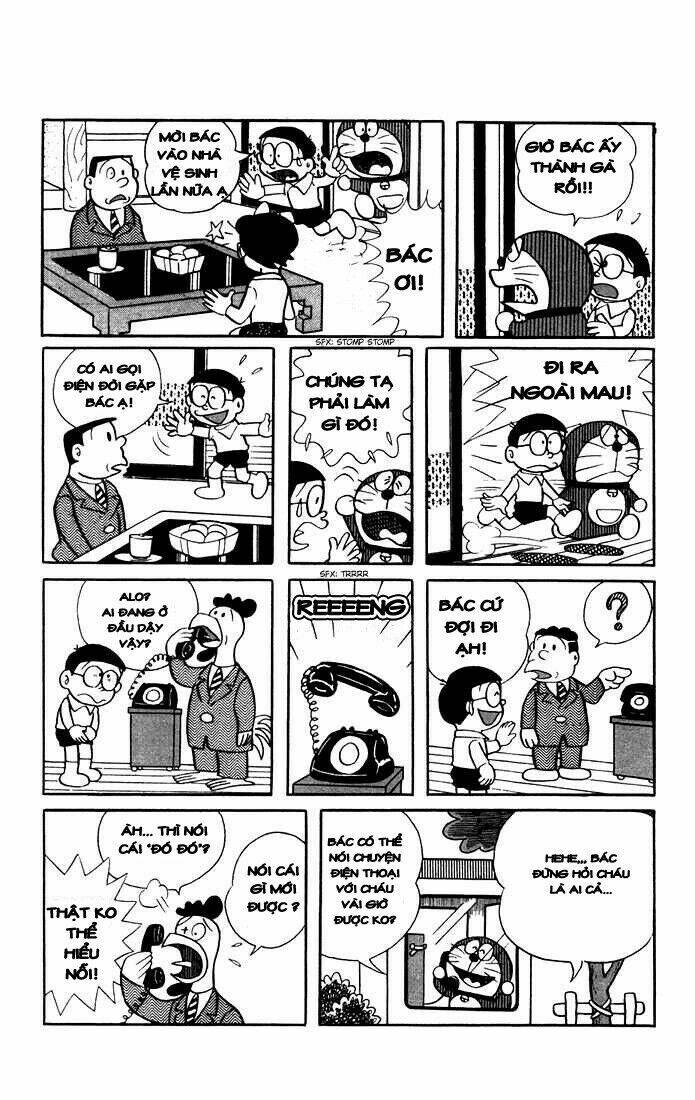 GIỜ BÁC ẤY
THÀNH GÀ
RỒI!!
BÁC
ƠI!
MỜI BÁC
VÀO NHÀ
VỆ SINH
LẦN NỮA Ạ
SFX: STOMP STOMP
ĐI RA
NGOÀI MAU!
CHÚNG TA
PHẢI LÀM
GÌ ĐÓ!
CÓ AI GỌI
ĐIỆN ĐÒI GẶP
BÁC Ạ!
SFX: TRRRR
?
BÁC CỨ
ĐỢI ĐI
ẠH!
REEEENG
ALO?
AI ĐANG Ở
ĐẦU DẬY
VẬY?
HEHE,,, BÁC
ĐỪNG HỎI CHÁU
LÀ AI CẢ...
BÁC CÓ THỂ
NÓI CHUYỆN
ĐIỆN THOẠI
VỚI CHÁU
VÀI GIỜ
ĐƯỢC KO?
NÓI CÁI
GÌ MỚI
ĐƯỢC ?
ÀH... THÌ NÓI
CÁI "ĐÓ ĐÓ"?
THẬT KO
THỂ
HIỂU
NỔI!